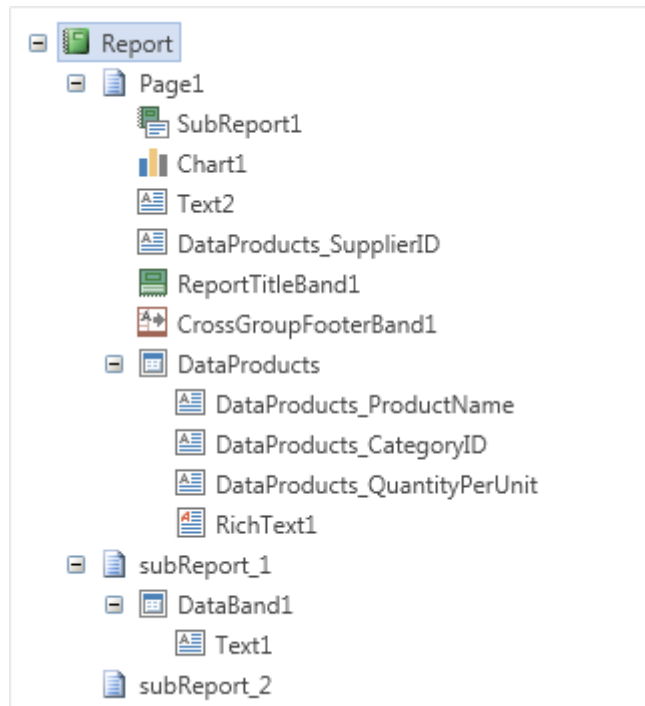 Report
Page1
SubReport1
Chart1
Text2
DataProducts_SupplierID
ReportTitleBand1
CrossGroupFooterBand1
DataProducts
DataProducts_ProductName
DataProducts_CategoryID
DataProducts_QuantityPerUnit
RichText1
subReport_1
DataBand1
Text1
subReport_2